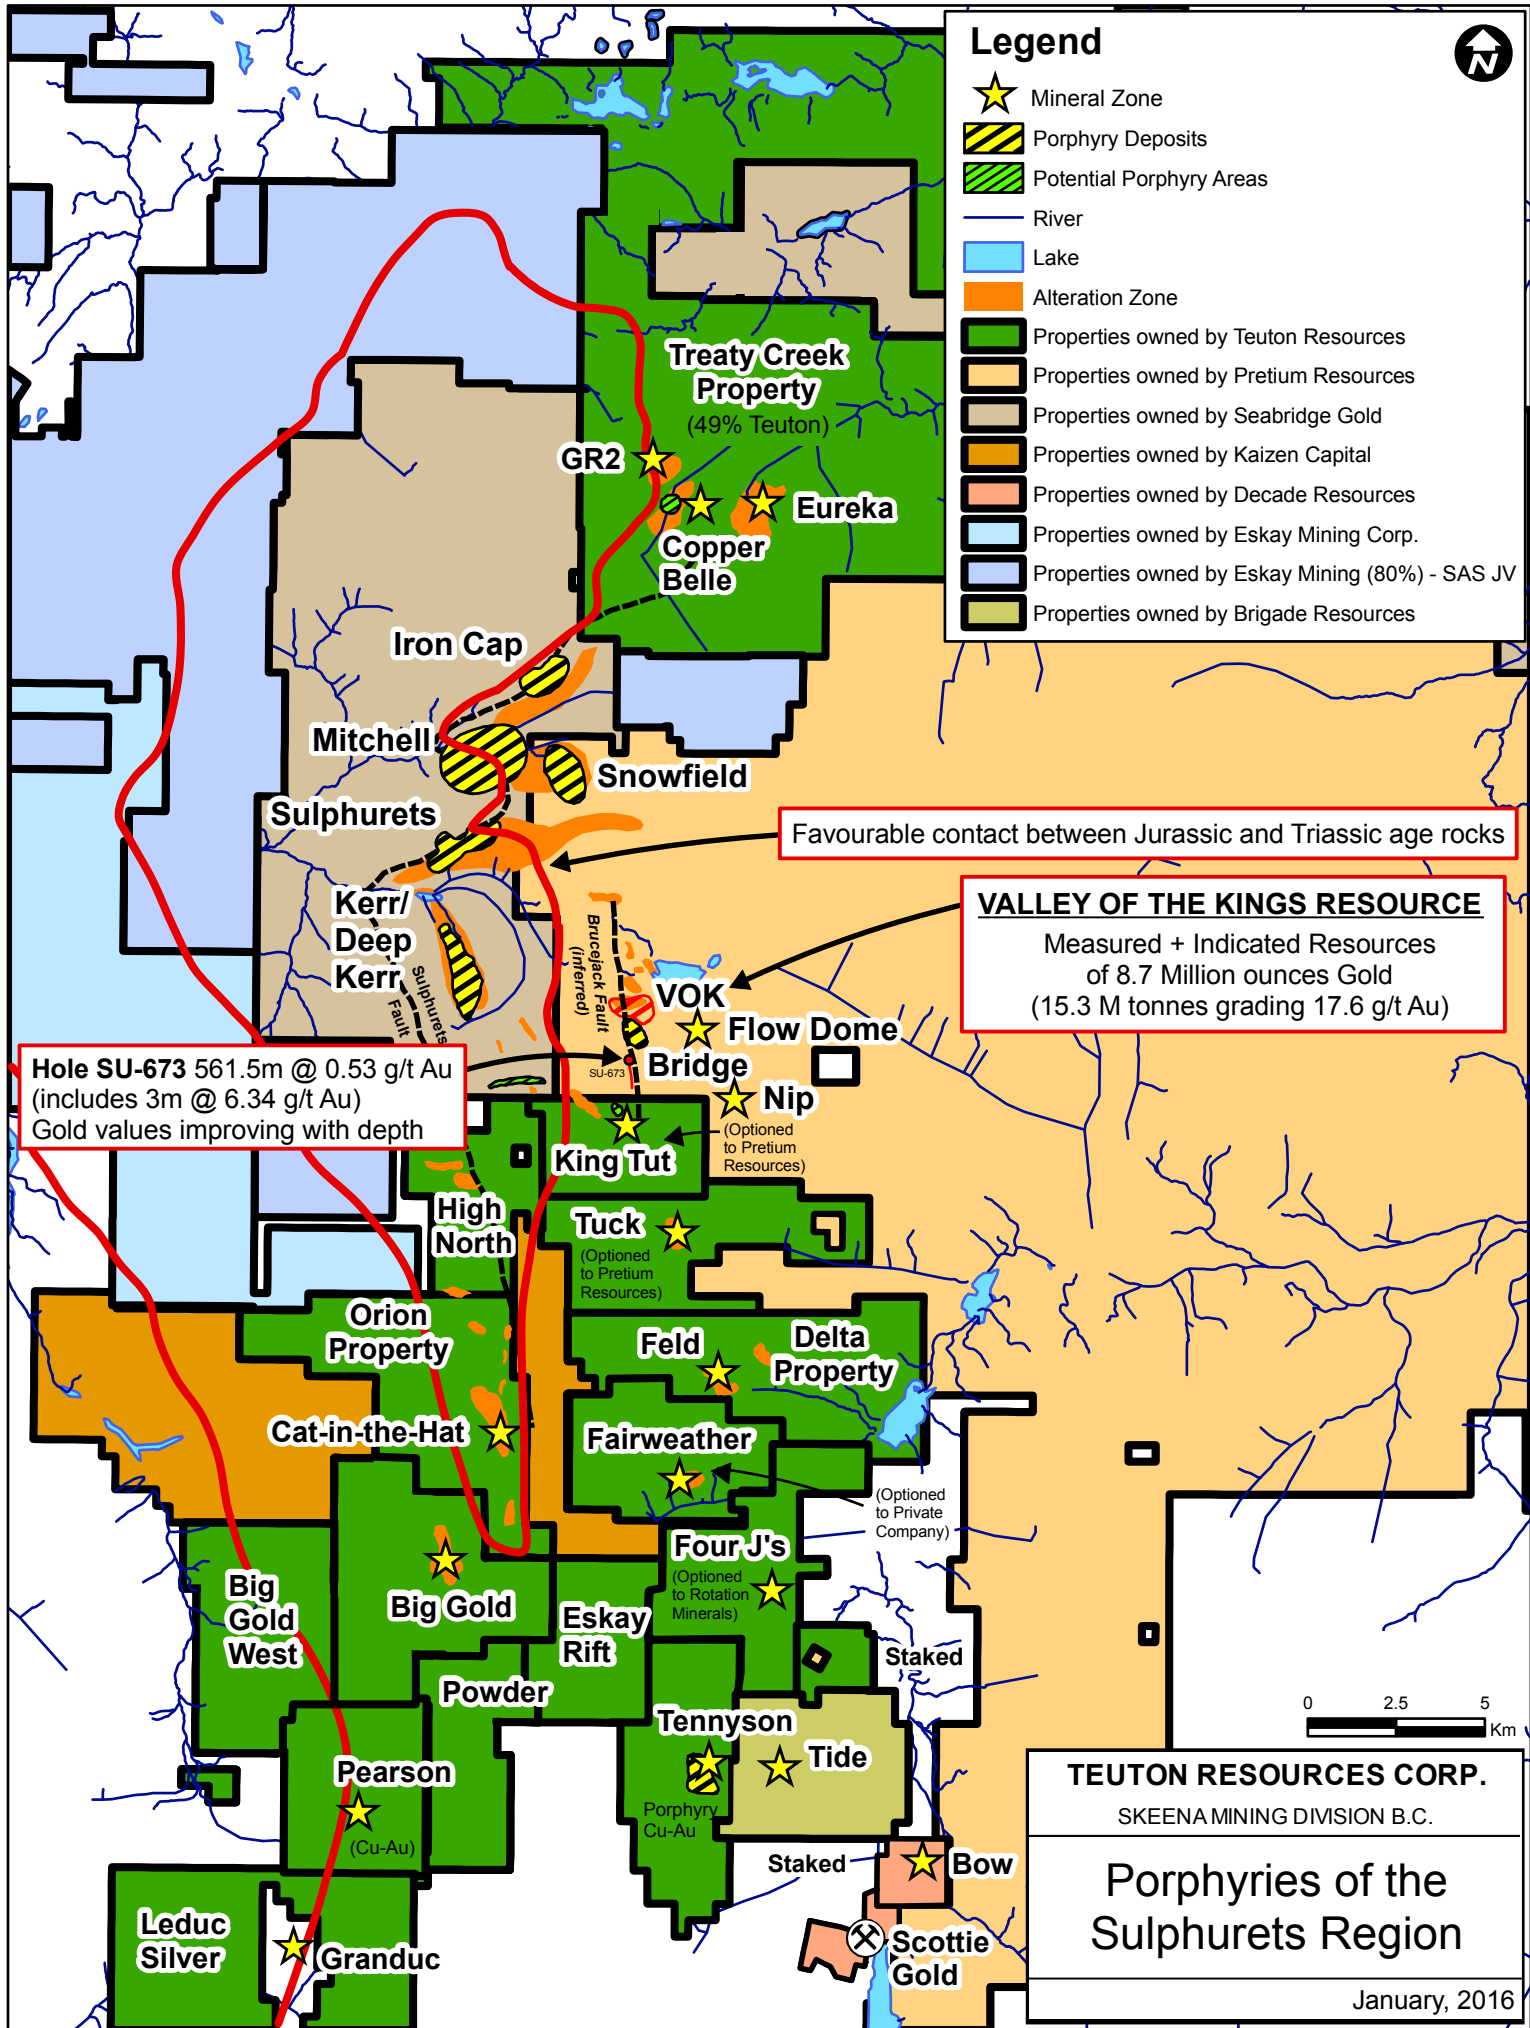 Legend
N
Mineral Zone
Porphyry Deposits
Potential Porphyry Areas
River
Lake
Alteration Zone
Properties owned by Teuton Resources
Properties owned by Pretium Resources
Properties owned by Seabridge Gold
Properties owned by Kaizen Capital
Properties owned by Decade Resources
Properties owned by Eskay Mining Corp.
Properties owned by Eskay Mining (80%) - SAS JV
Properties owned by Brigade Resources
Treaty Creek
Property
(49% Teuton)
GR2
Eureka
Copper
Belle
Iron Cap
Mitchell
Snowfield
Sulphurets
Favourable contact between Jurassic and Triassic age rocks
Kerr/
Deep
Kerr
Sulphurets
Fault
Brucejack Fault
(inferred)
VALLEY OF THE KINGS RESOURCE
Measured + Indicated Resources
of 8.7 Million ounces Gold
(15.3 M tonnes grading 17.6 g/t Au)
VOK
Flow Dome
Bridge
SU-673
Nip
Hole SU-673 561.5m @ 0.53 g/t Au
(includes 3m @ 6.34 g/t Au)
Gold values improving with depth
(Optioned
to Pretium
Resources)
King Tut
High
North
Tuck
(Optioned
to Pretium
Resources)
Orion
Property
Feld
Delta
Property
Cat-in-the-Hat
Fairweather
(Optioned
to Private
Company)
Four J's
(Optioned
to Rotation
Minerals)
Big
Gold
West
Big Gold
Eskay
Rift
Staked
Powder
Tennyson
Tide
Porphyry
Cu-Au
Pearson
(Cu-Au)
Staked
Bow
Leduc
Silver
Granduc
Scottie
Gold
0 2.5 5
Km
TEUTON RESOURCES CORP.
SKEENA MINING DIVISION B.C.
Porphyries of the
Sulphurets Region
January, 2016